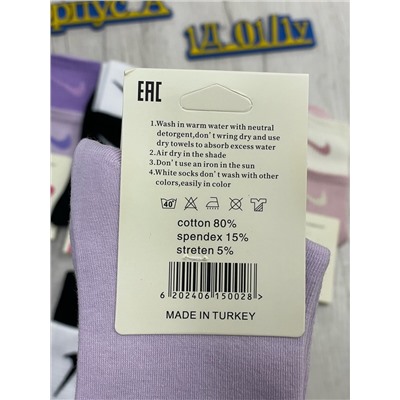 орпус А
1Д_01/1v
EAC
1.Wash in warm water with neutral
detorgent,don't wring dry and use
dry towels to absorb excess water
2.Air dry in the shade
3.Don't use an iron in the sun
4.White socks don't wash with other
colors,easily in color
40
cotton 80%
spendex 15%
streten 5%
6 202406 150028 >
MADE IN TURKEY